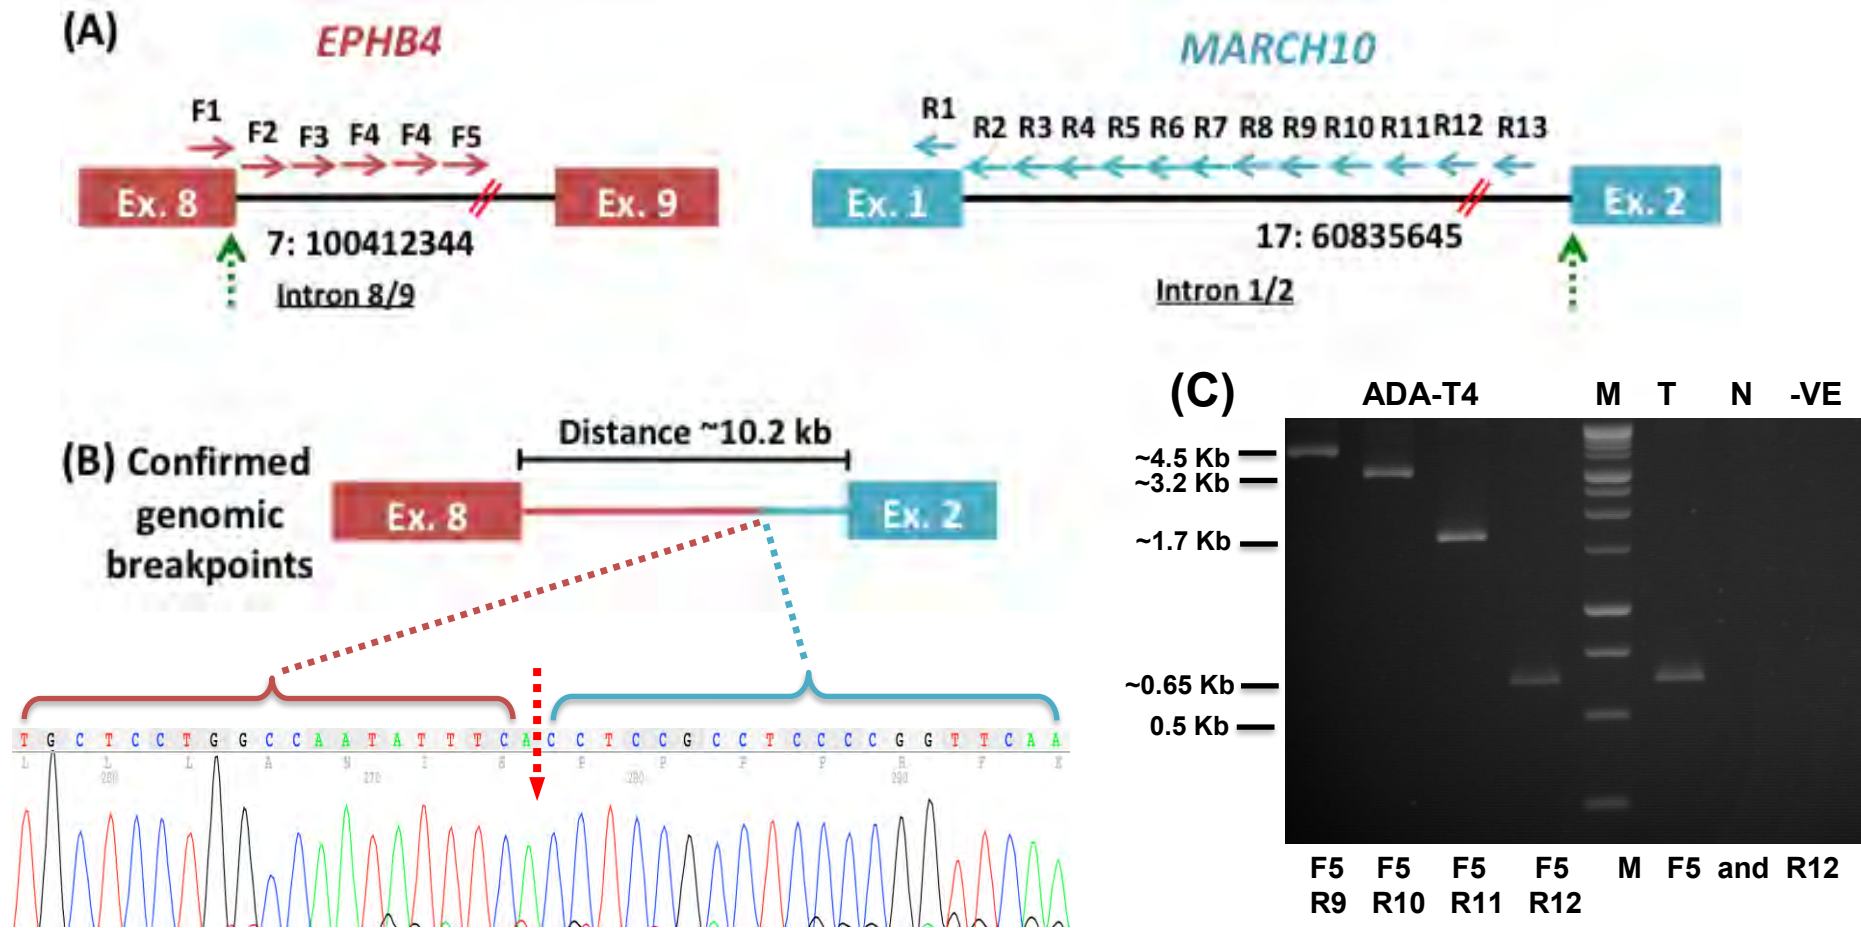 (A)
EPHB4
MARCH10
F1
F2 F3 F4 F4 F5
R1
R2 R3 R4 R5 R6 R7 R8 R9 R10 R11 R12 R13
Ex. 8
Ex. 9
Ex. 1
Ex. 2
7: 100412344
17: 60835645
Intron 8/9
Intron 1/2
(B) Confirmed
genomic
breakpoints
Distance ~10.2 kb
Ex. 8
Ex. 2
T G C T C C T G G C C A A T A T T T C A C C T C C G C C T C C C C G G T T C A A
L L L A N I S P P P P R F
270
280
290
(C)
ADA-T4
M T N -VE
~4.5 Kb
~3.2 Kb
~1.7 Kb
~0.65 Kb
0.5 Kb
F5 F5 F5 F5 M F5 and R12
R9 R10 R11 R12